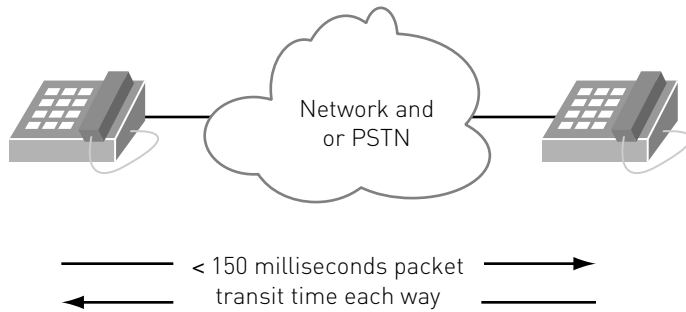 Network and
or PSTN
< 150 milliseconds packet
transit time each way